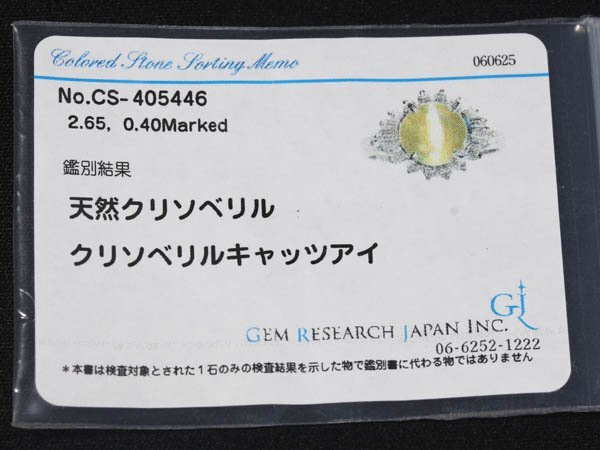 Colored Stone Sorting Memo
060625
No.CS-405446
2.65, 0.40Marked
鑑別結果
天然クリソベリル
クリソベリルキャッツアイ
GJ
GEM RESEARCH JAPAN INC.
06-6252-1222
*本書は検査対象とされた1石のみの検査結果を示した物で鑑別書に代わる物ではありません